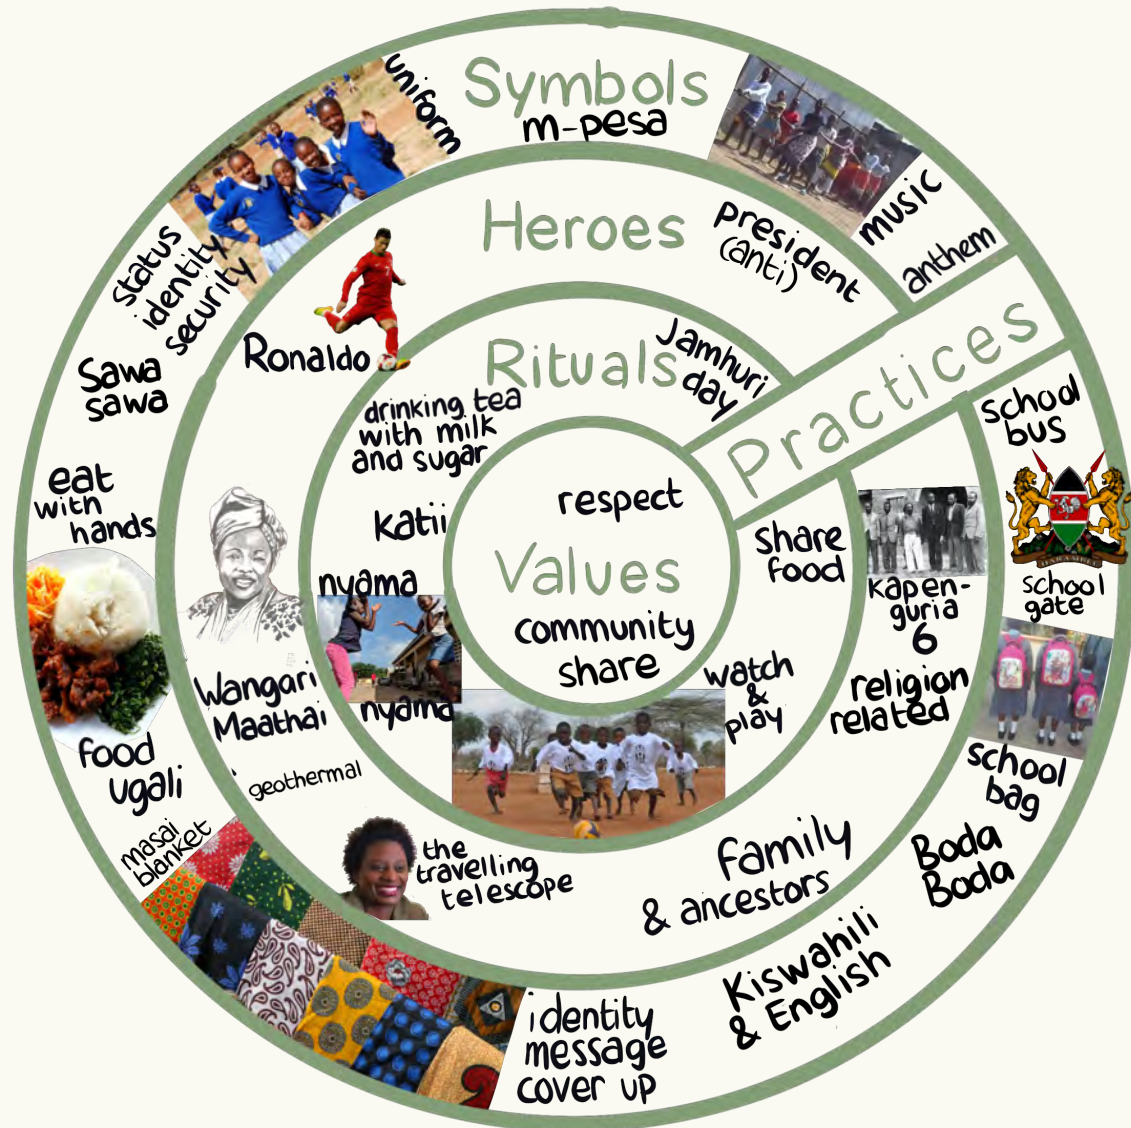 Symbols
m-pesa
uniform
music
anthem
status
identity
security
Sawa
sawa
eat
with
hands
food
ugali
masai
blanket
identity
message
cover up
Kiswahili
& English
Boda
Boda
school
bag
school
gate
school
bus
Practices
Heroes
president
(anti)
Ronaldo
Wangari
Maathai
geothermal
the
travelling
telescope
family
& ancestors
religion
related
Kapen-
guria
6
Rituals
Jamhuri
day
drinking tea
with milk
and sugar
Katii
nyama
nyama
watch
&
play
share
food
respect
Values
community
share